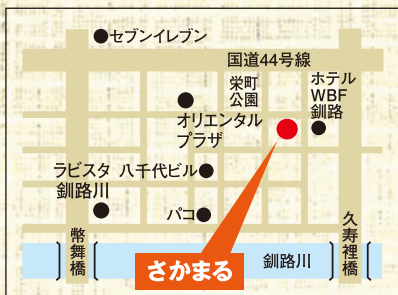 セブンイレブン
国道44号線
栄町
公園
ホテル
WBF
釧路
オリエンタル
プラザ
ラビスタ
釧路川
八千代ビル
パコ
幣舞橋
さかまる
釧路川
久寿里橋